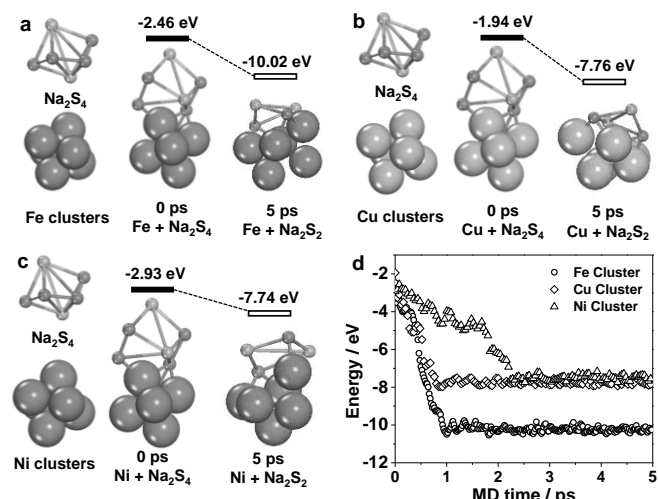 a
-2.46 eV
-10.02 eV
Na₂S₄
Fe clusters
0 ps
Fe + Na₂S₄
5 ps
Fe + Na₂S₂
b
-1.94 eV
-7.76 eV
Na₂S₄
Cu clusters
0 ps
Cu + Na₂S₄
5 ps
Cu + Na₂S₂
c
-2.93 eV
-7.74 eV
Na₂S₄
Ni clusters
0 ps
Ni + Na₂S₄
5 ps
Ni + Na₂S₂
d
Fe Cluster
Cu Cluster
Ni Cluster
Energy / eV
-2
-4
-6
-8
-10
-12
0 1 2 3 4 5
MD time / ps